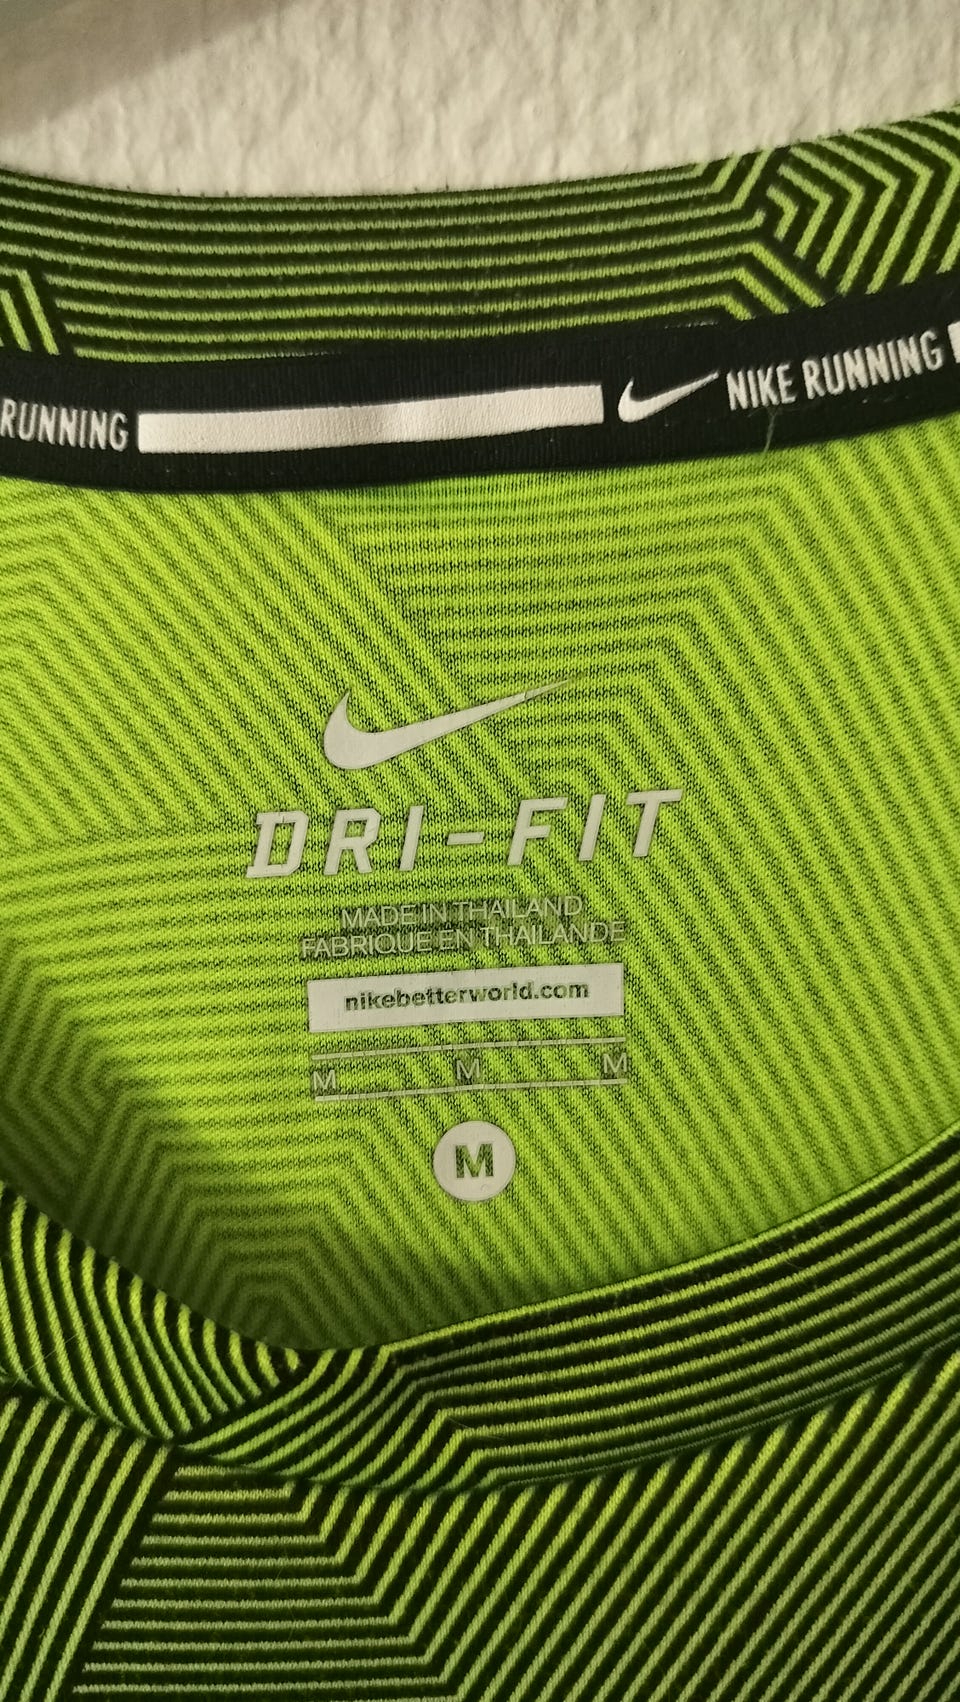 RUNNING
NIKE RUNNING
DRI-FIT
MADE IN THAILAND
FABRIQUE EN THAILANDE
nikebetterworld.com
M M M
M